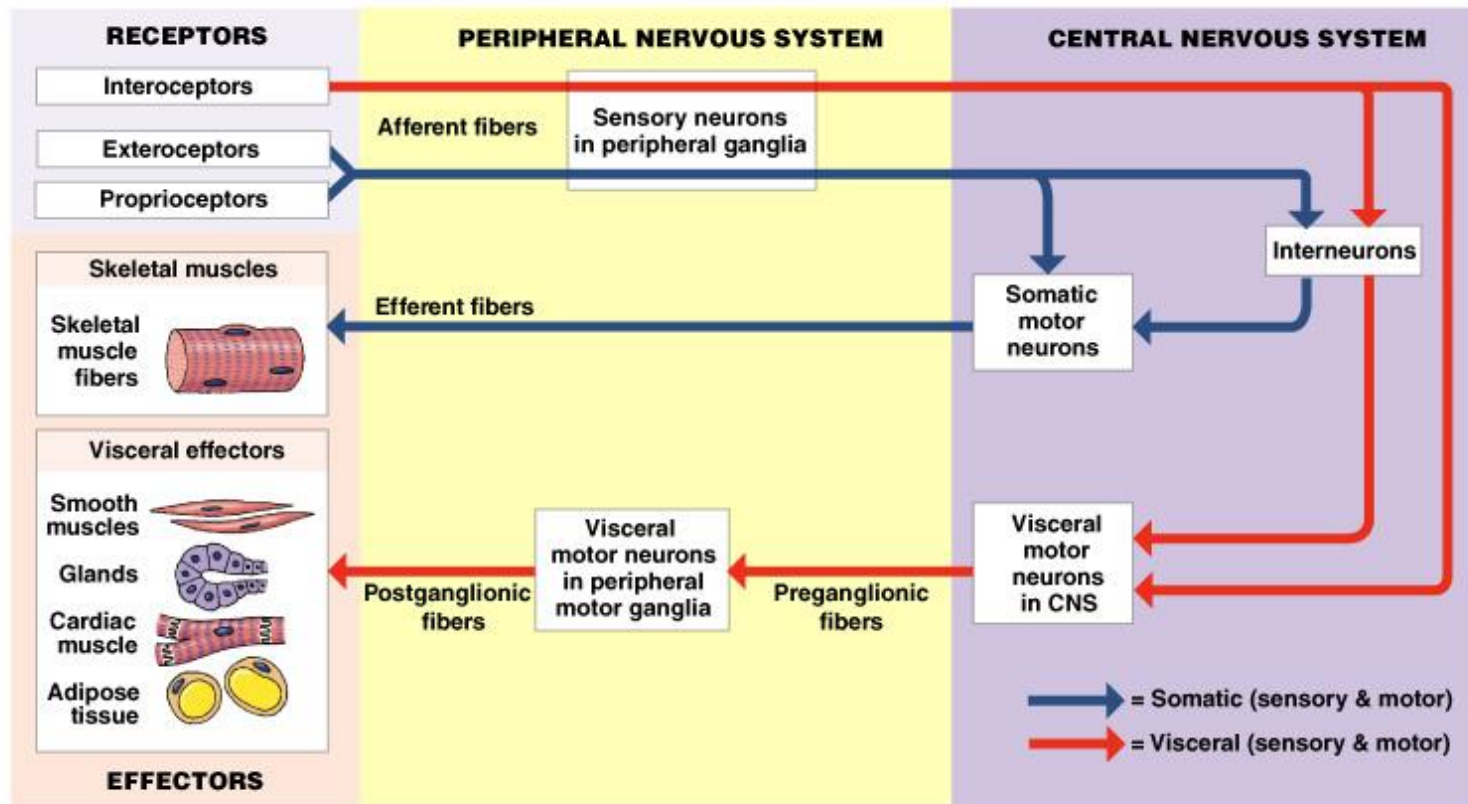 RECEPTORS
PERIPHERAL NERVOUS SYSTEM
CENTRAL NERVOUS SYSTEM
Interoceptors
Exteroceptors
Proprioceptors
Afferent fibers
Sensory neurons
in peripheral ganglia
Interneurons
Skeletal muscles
Skeletal
muscle
fibers
Efferent fibers
Somatic
motor
neurons
Visceral effectors
Smooth
muscles
Glands
Cardiac
muscle
Adipose
tissue
Postganglionic
fibers
Visceral
motor neurons
in peripheral
motor ganglia
Preganglionic
fibers
Visceral
motor
neurons
in CNS
= Somatic (sensory & motor)
= Visceral (sensory & motor)
EFFECTORS